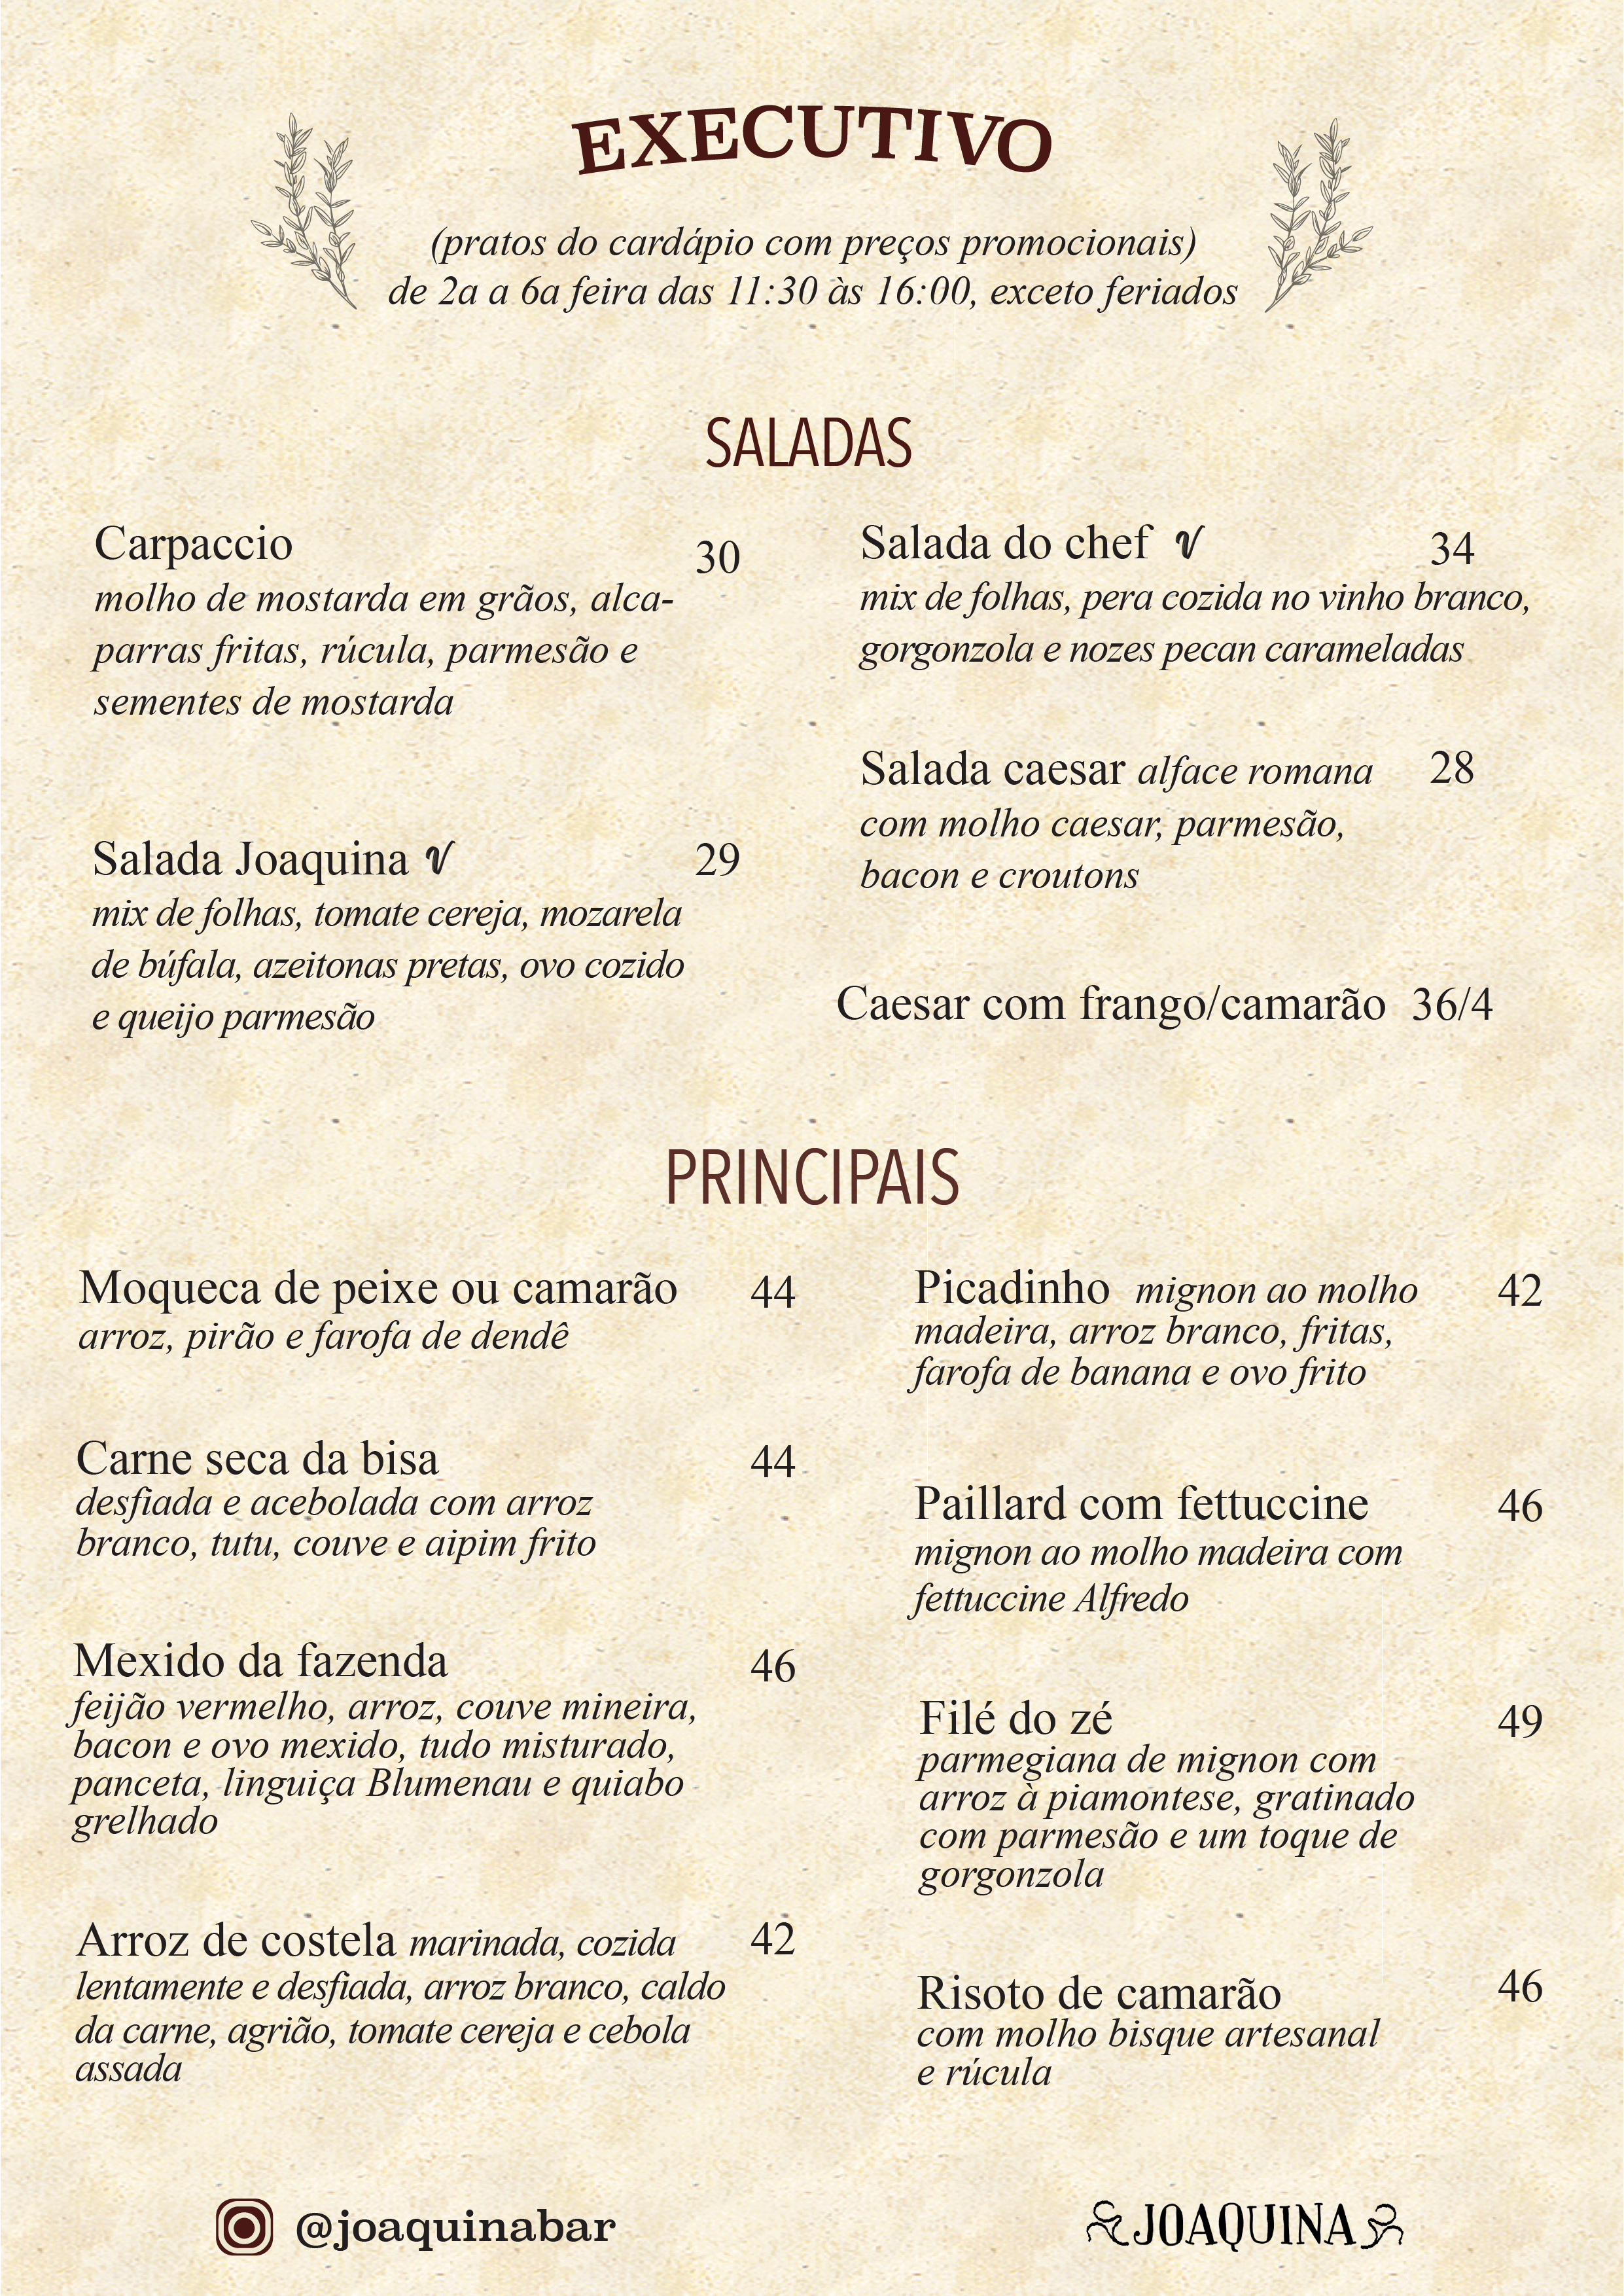 EXECUTIVO
(pratos do cardápio com preços promocionais)
de 2a a 6a feira das 11:30 às 16:00, exceto feriados
SALADAS
Carpaccio 30
molho de mostarda em grãos, alca-
parras fritas, rúcula, parmesão e
sementes de mostarda
Salada Joaquina V 29
mix de folhas, tomate cereja, mozarela
de búfala, azeitonas pretas, ovo cozido
e queijo parmesão
Salada do chef V 34
mix de folhas, pera cozida no vinho branco,
gorgonzola e nozes pecan carameladas
Salada caesar alface romana 28
com molho caesar, parmesão,
bacon e croutons
Caesar com frango/camarão 36/4
PRINCIPAIS
Moqueca de peixe ou camarão 44
arroz, pirão e farofa de dendê
Carne seca da bisa 44
desfiada e acebolada com arroz
branco, tutu, couve e aipim frito
Mexido da fazenda 46
feijão vermelho, arroz, couve mineira,
bacon e ovo mexido, tudo misturado,
panceta, linguiça Blumenau e quiabo
grelhado
Arroz de costela marinada, cozida 42
lentamente e desfiada, arroz branco, caldo
da carne, agrião, tomate cereja e cebola
assada
Picadinho mignon ao molho 42
madeira, arroz branco, fritas,
farofa de banana e ovo frito
Paillard com fettuccine 46
mignon ao molho madeira com
fettuccine Alfredo
Filé do zé 49
parmegiana de mignon com
arroz à piamontese, gratinado
com parmesão e um toque de
gorgonzola
Risoto de camarão 46
com molho bisque artesanal
e rúcula
@joaquinabar
JOAQUINA